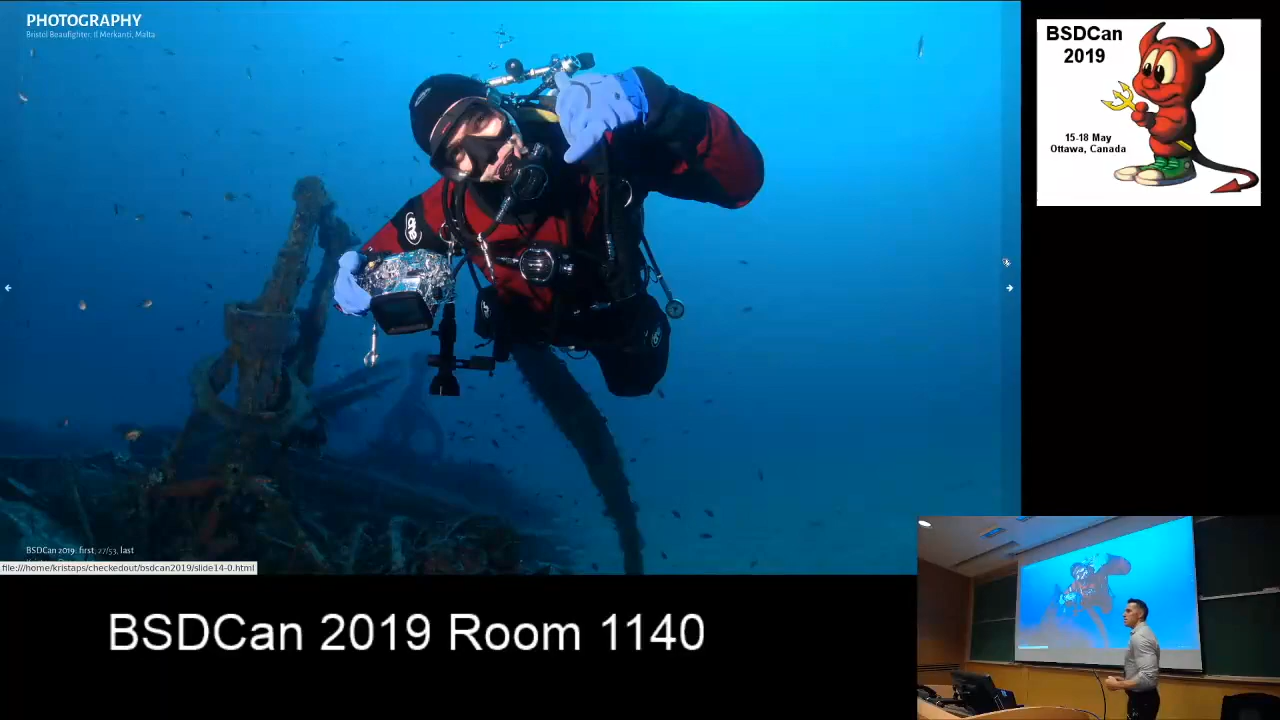 PHOTOGRAPHY
Bristol Beaufighter. Il Merkanti, Malta
BSDCan 2019: first, 27/53, last
file:///home/kristaps/checkedout/bsdcan2019/slide14-0.html
BSDCan
2019
15-18 May
Ottawa, Canada
BSDCan 2019 Room 1140